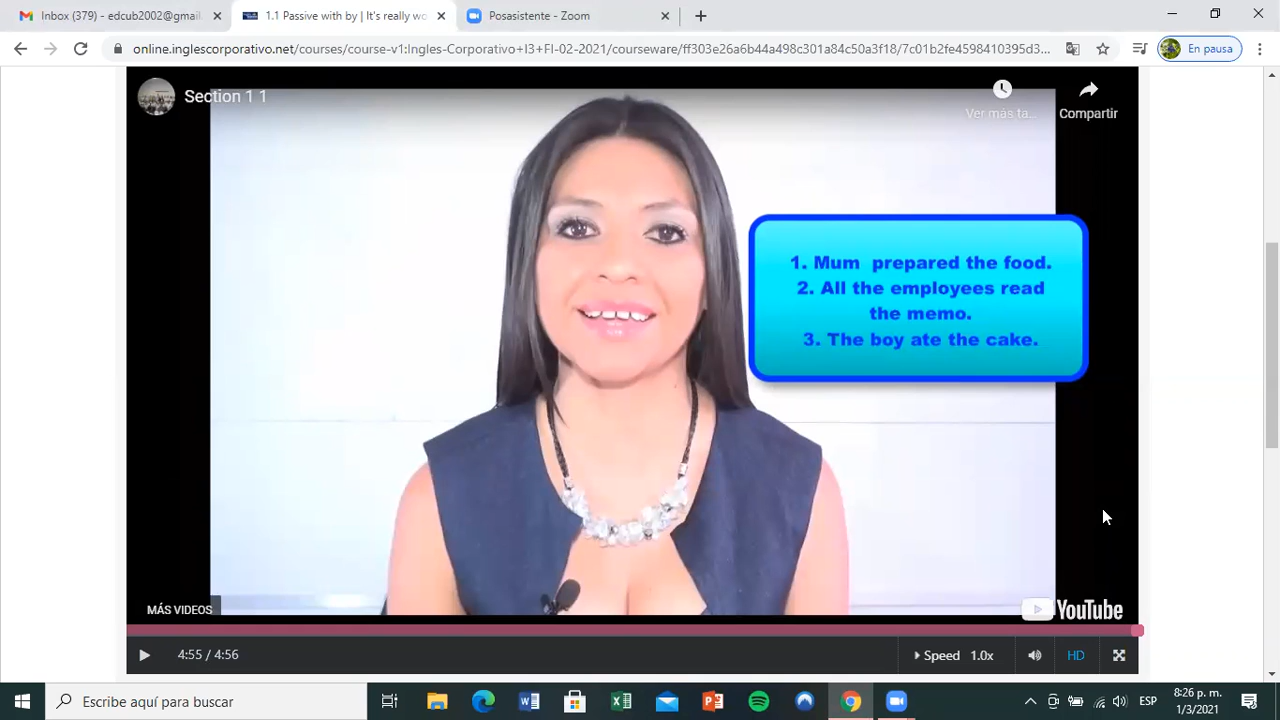 Inbox (379) - edcub2002@gmail.
1.1 Passive with by | It's really wo
Posasistente - Zoom
online.inglescorporativo.net/courses/course-v1:Ingles-Corporativo+I3+FI-02-2021/courseware/ff303e26a6b44a498c301a84c50a3f18/7c01b2fe4598410395d3...
En pausa
Section 1 1
Ver más ta...
Compartir
1. Mum prepared the food.
2. All the employees read
the memo.
3. The boy ate the cake.
MÁS VIDEOS
YouTube
4:55 / 4:56
Speed 1.0x
HD
Escribe aquí para buscar
ESP
8:26 p. m.
1/3/2021